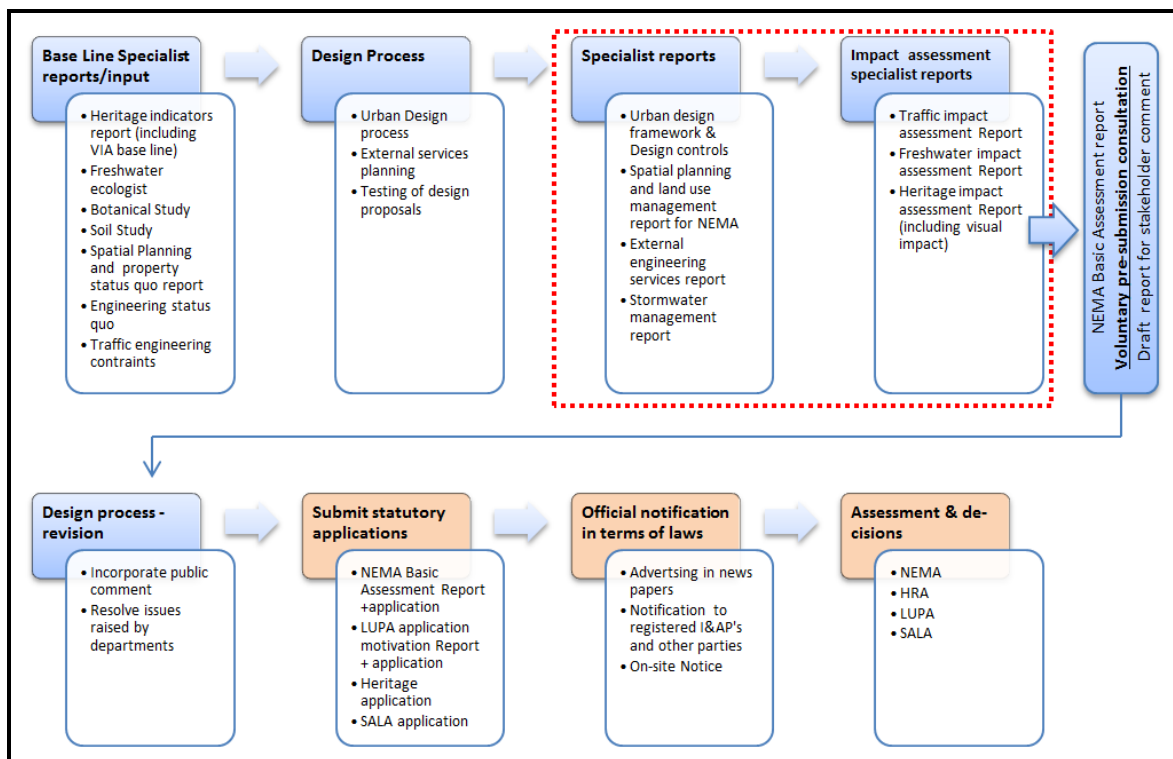 Base Line Specialist
reports/input
• Heritage indicators
report (including
VIA base line)
• Freshwater
ecologist
• Botanical Study
• Soil Study
• Spatial Planning
and property
status quo report
• Engineering status
quo
• Traffic engineering
contraints
Design Process
• Urban Design
process
• External services
planning
• Testing of design
proposals
Specialist reports
• Urban design
framework &
Design controls
• Spatial planning
and land use
management
report for NEMA
• External
engineering
services report
• Stormwater
management
report
Impact assessment
specialist reports
• Traffic impact
assessment Report
• Freshwater impact
assessment Report
• Heritage impact
assessment Report
(including visual
impact)
NEMA Basic Assessment report
Voluntary pre-submission consultation
Draft report for stakeholder comment
Design process -
revision
• Incorporate public
comment
• Resolve issues
raised by
departments
Submit statutory
applications
• NEMA Basic
Assessment Report
+application
• LUPA application
motivation Report
+ application
• Heritage
application
• SALA application
Official notification
in terms of laws
• Advertsing in news
papers
• Notification to
registered I&AP's
and other parties
• On-site Notice
Assessment & de-
cisions
• NEMA
• HRA
• LUPA
• SALA